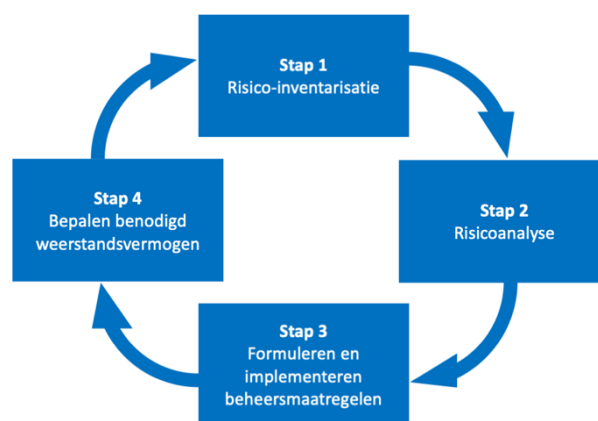 Stap 1
Risico-inventarisatie
Stap 2
Risicoanalyse
Stap 3
Formuleren en
implementeren
beheersmaatregelen
Stap 4
Bepalen benodigd
weerstandsvermogen